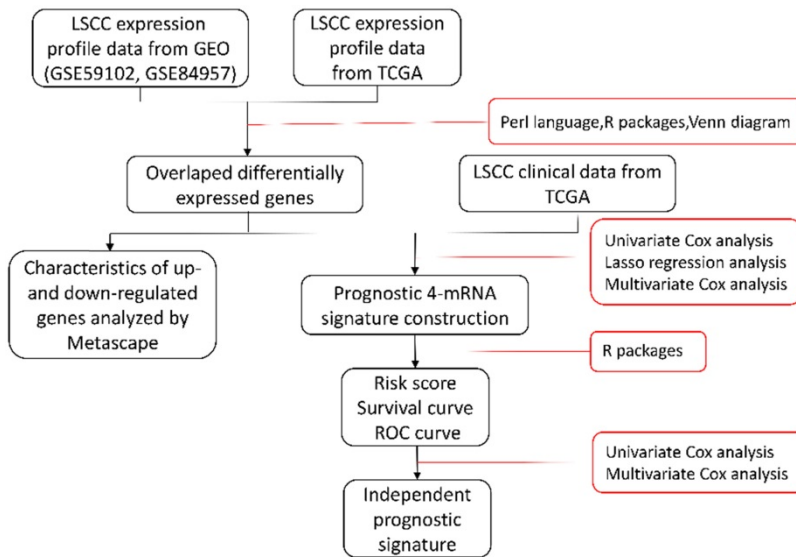 LSCC expression
profile data from GEO
(GSE59102, GSE84957)
LSCC expression
profile data
from TCGA
Perl language,R packages,Venn diagram
Overlaped differentially
expressed genes
LSCC clinical data from
TCGA
Characteristics of up-
and down-regulated
genes analyzed by
Metascape
Univariate Cox analysis
Lasso regression analysis
Multivariate Cox analysis
Prognostic 4-mRNA
signature construction
R packages
Risk score
Survival curve
ROC curve
Univariate Cox analysis
Multivariate Cox analysis
Independent
prognostic
signature